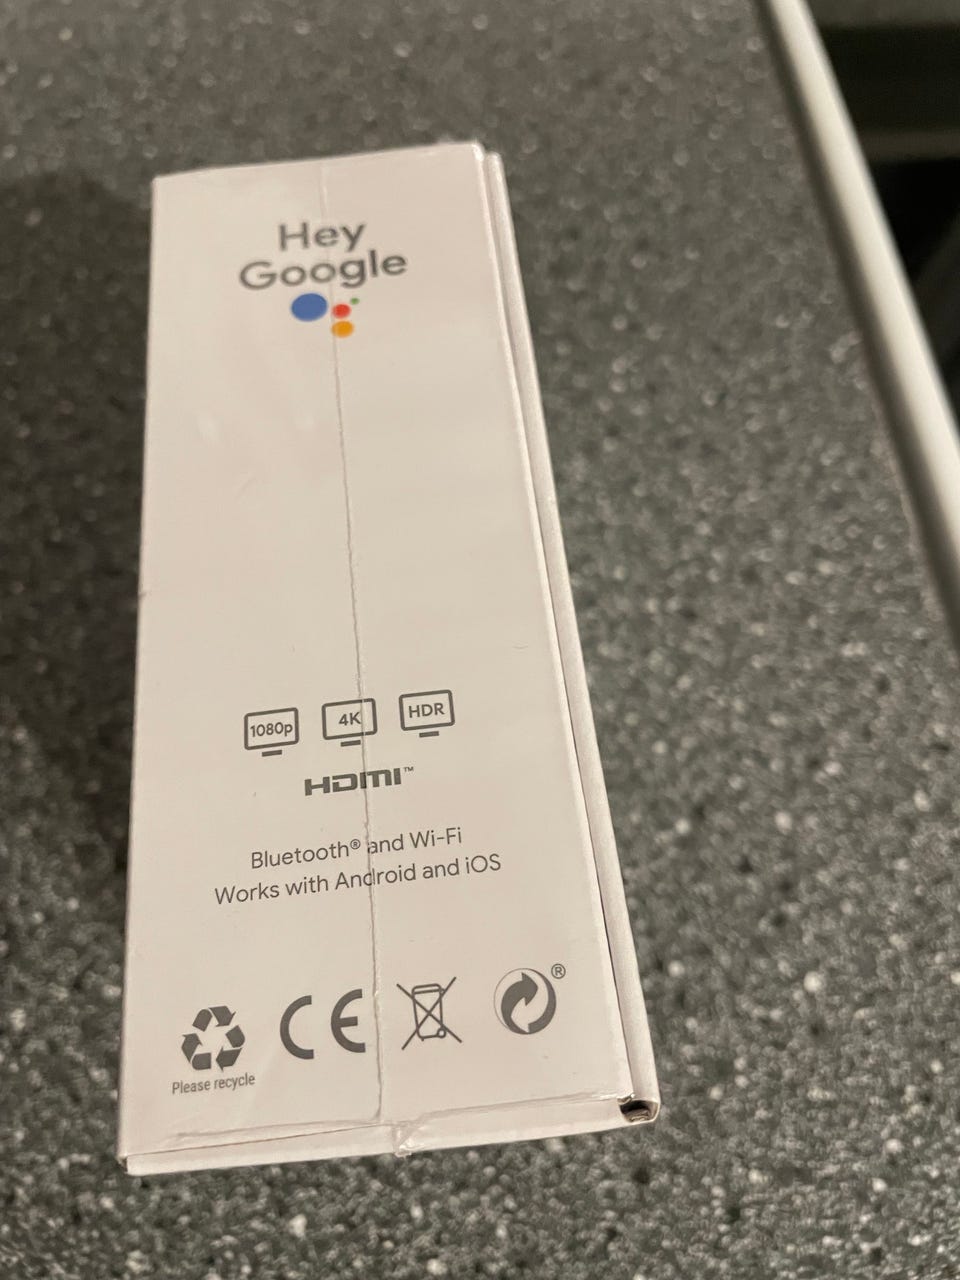 Hey
Google
1080p 4K HDR
HDMI™
Bluetooth® and Wi-Fi
Works with Android and iOS
CE ®
Please recycle